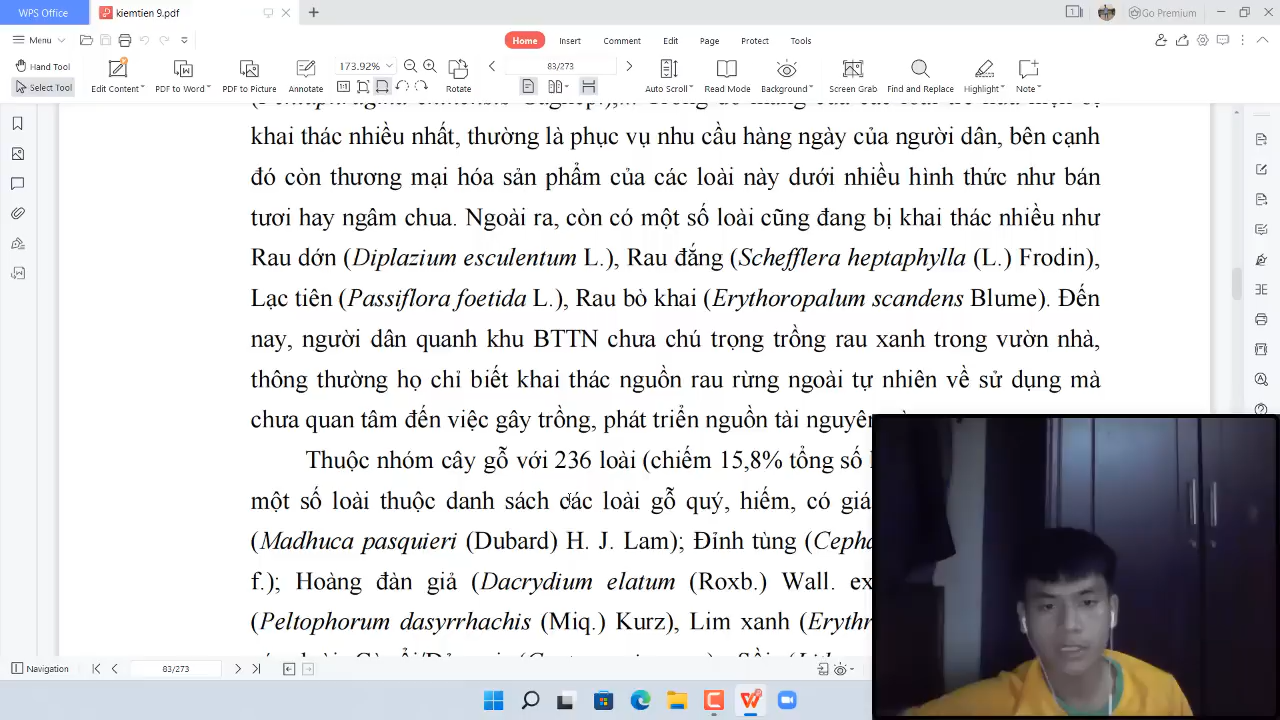 WPS Office
kiemtien 9.pdf
1
Go Premium
Menu
Home
Insert
Comment
Edit
Page
Protect
Tools
Hand Tool
Select Tool
Edit Content
PDF to Word
PDF to Picture
Annotate
173.92%
Rotate
83/273
Auto Scroll
Read Mode
Background
Screen Grab
Find and Replace
Highlight
Note
khai thác nhiều nhất, thường là phục vụ nhu cầu hàng ngày của người dân, bên cạnh
đó còn thương mại hóa sản phẩm của các loài này dưới nhiều hình thức như bán
tươi hay ngâm chua. Ngoài ra, còn có một số loài cũng đang bị khai thác nhiều như
Rau dớn (Diplazium esculentum L.), Rau đắng (Schefflera heptaphylla (L.) Frodin),
Lạc tiên (Passiflora foetida L.), Rau bò khai (Erythoropalum scandens Blume). Đến
nay, người dân quanh khu BTTN chưa chú trọng trồng rau xanh trong vườn nhà,
thông thường họ chỉ biết khai thác nguồn rau rừng ngoài tự nhiên về sử dụng mà
chưa quan tâm đến việc gây trồng, phát triển nguồn tài nguyên
Thuộc nhóm cây gỗ với 236 loài (chiếm 15,8% tổng số
một số loài thuộc danh sách các loài gỗ quý, hiếm, có giá
(Madhuca pasquieri (Dubard) H. J. Lam); Đỉnh tùng (Cepha
f.); Hoàng đàn giả (Dacrydium elatum (Roxb.) Wall. ex
(Peltophorum dasyrrhachis (Miq.) Kurz), Lim xanh (Erythr
Navigation
83/273